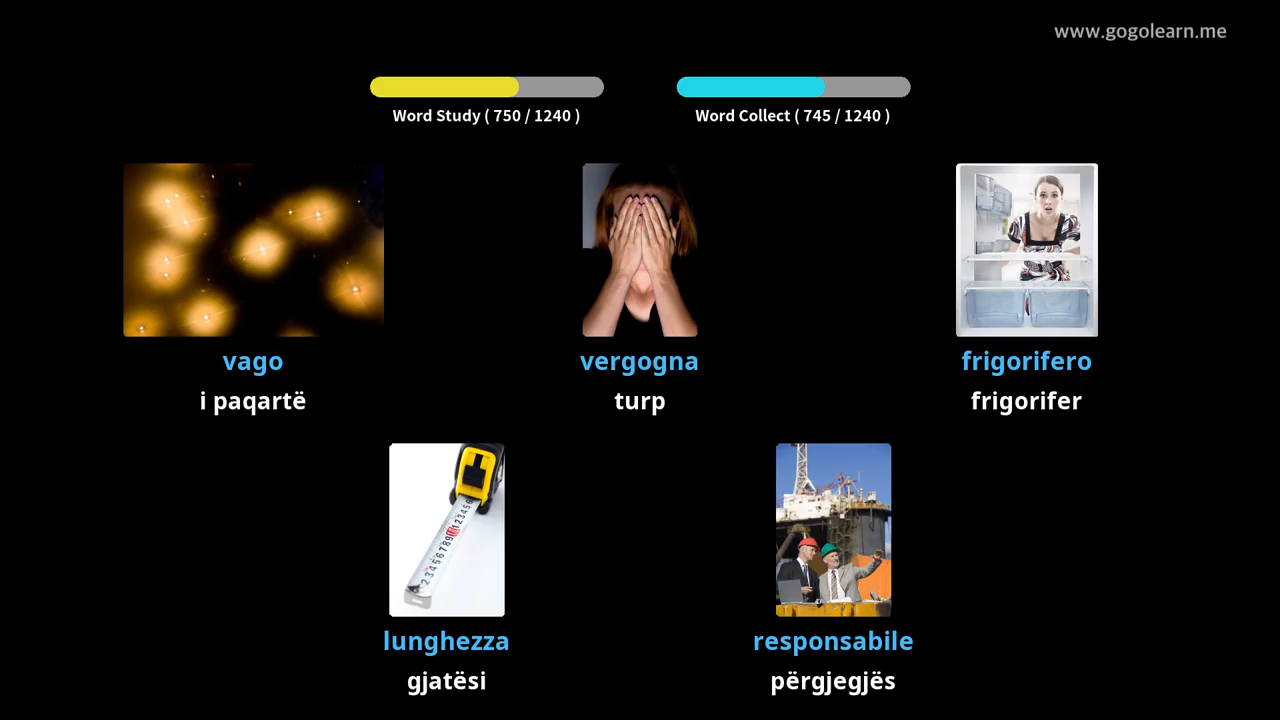 www.gogolearn.me
Word Study ( 750 / 1240 )
Word Collect ( 745 / 1240 )
vago
i paqartë
vergogna
turp
frigorifero
frigorifer
lunghezza
gjatësi
responsabile
përgjegjës